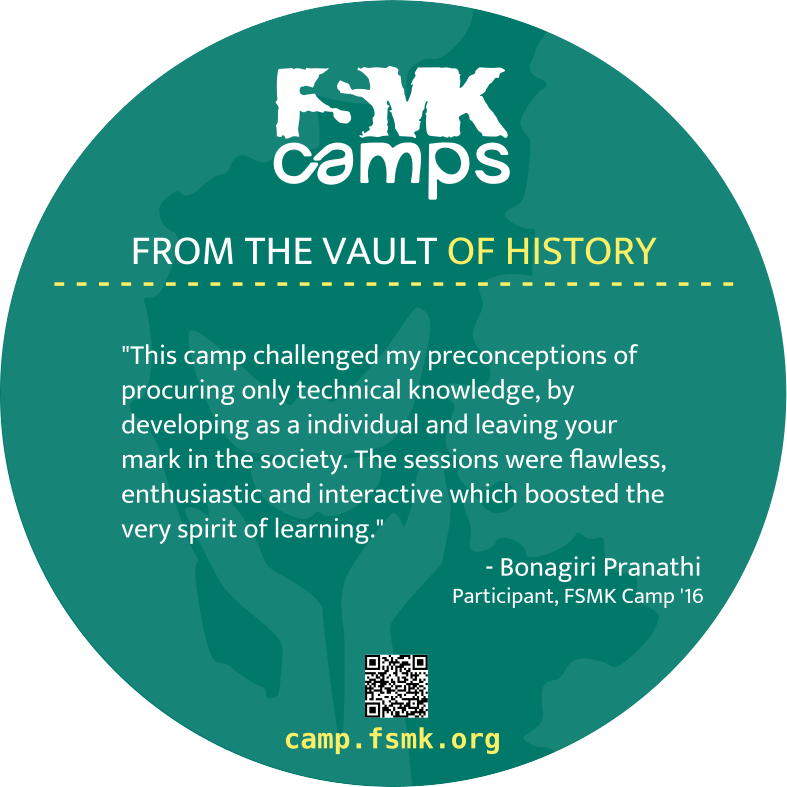 FSMK
camps
FROM THE VAULT OF HISTORY
"This camp challenged my preconceptions of
procuring only technical knowledge, by
developing as a individual and leaving your
mark in the society. The sessions were flawless,
enthusiastic and interactive which boosted the
very spirit of learning."
- Bonagiri Pranathi
Participant, FSMK Camp '16
camp.fsmk.org